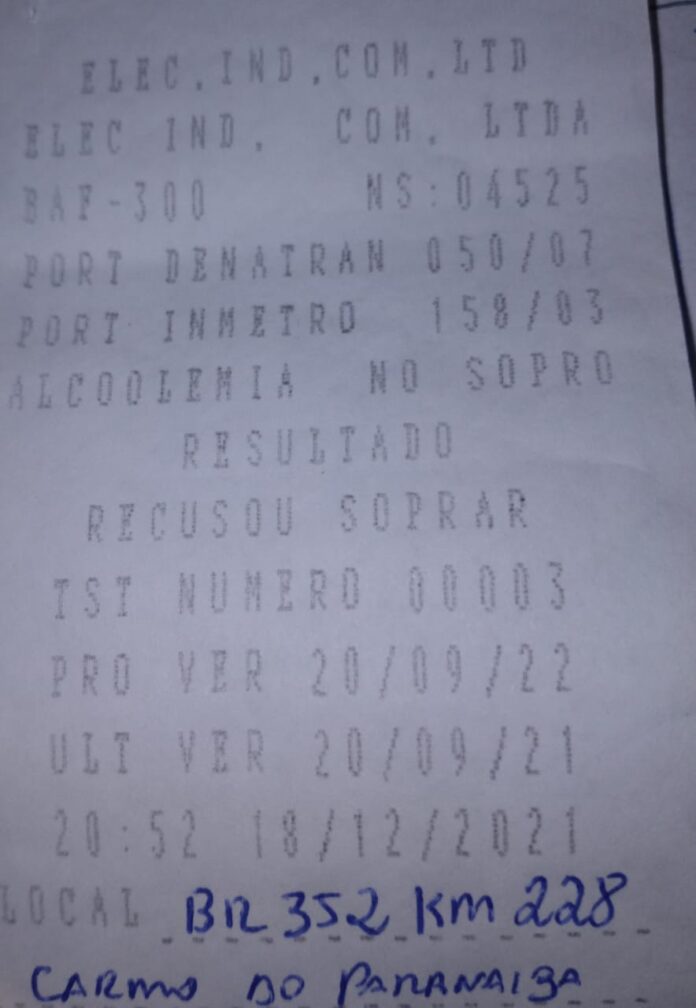 ELEC.IND.COM.LTD
ELEC IND. COM. LTDA
BAF-300 NS:04525
PORT DENATRAN 050/07
PORT INMETRO 158/03
ALCOOLEMIA NO SOPRO
RESULTADO
RECUSOU SOPRAR
TST NUMERO 00003
PRO VER 20/09/22
ULT VER 20/09/21
20:52 18/12/2021
LOCAL BR 352 Km 228
CARMO DO PARANAIBA